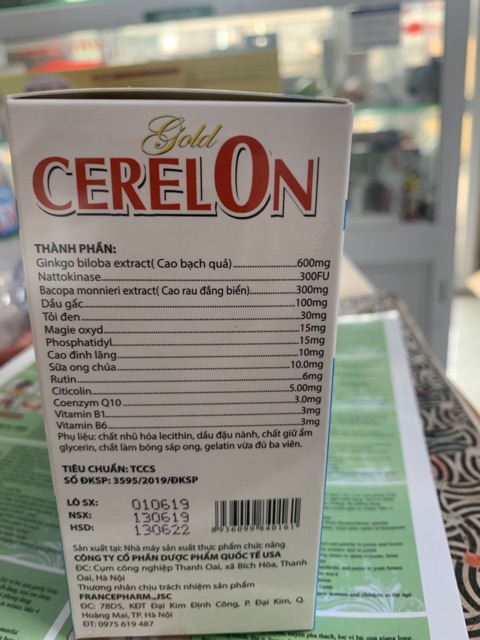 Gold
CERELON
THÀNH PHẦN:
Ginkgo biloba extract( Cao bạch quả)....................600mg
Nattokinase..............................................................300FU
Bacopa monnieri extract( Cao rau đắng biển)...........300mg
Dầu gấc.....................................................................100mg
Tỏi đen........................................................................30mg
Magie oxyd..................................................................15mg
Phosphatidyl................................................................15mg
Cao đinh lăng...............................................................10mg
Sữa ong chúa..............................................................10.0mg
Rutin..............................................................................6mg
Citicolin.......................................................................5.00mg
Coenzym Q10...............................................................3.0mg
Vitamin B1.....................................................................3mg
Vitamin B6.....................................................................3mg
Phụ liệu: chất nhũ hóa lecithin, dầu đậu nành, chất giữ ẩm
glycerin, chất làm bóng sáp ong, gelatin vừa đủ ba viên.
TIÊU CHUẨN: TCCS
SỐ ĐKSP: 3595/2019/ĐKSP
LÔ SX: 010619
NSX: 130619
HSD: 130622
8936099840161
Sản xuất tại: Nhà máy sản xuất thực phẩm chức năng
CÔNG TY CỔ PHẦN DƯỢC PHẨM QUỐC TẾ USA
ĐC: Cụm công nghiệp Thanh Oai, xã Bích Hòa, Thanh
Oai, Hà Nội
Thương nhân chịu trách nhiệm sản phẩm
FRANCEPHARM.,JSC
ĐC: 78D5, KĐT Đại Kim Định Công, P. Đại Kim, Q.
Hoàng Mai, TP. Hà Nội
ĐT: 0975 619 487